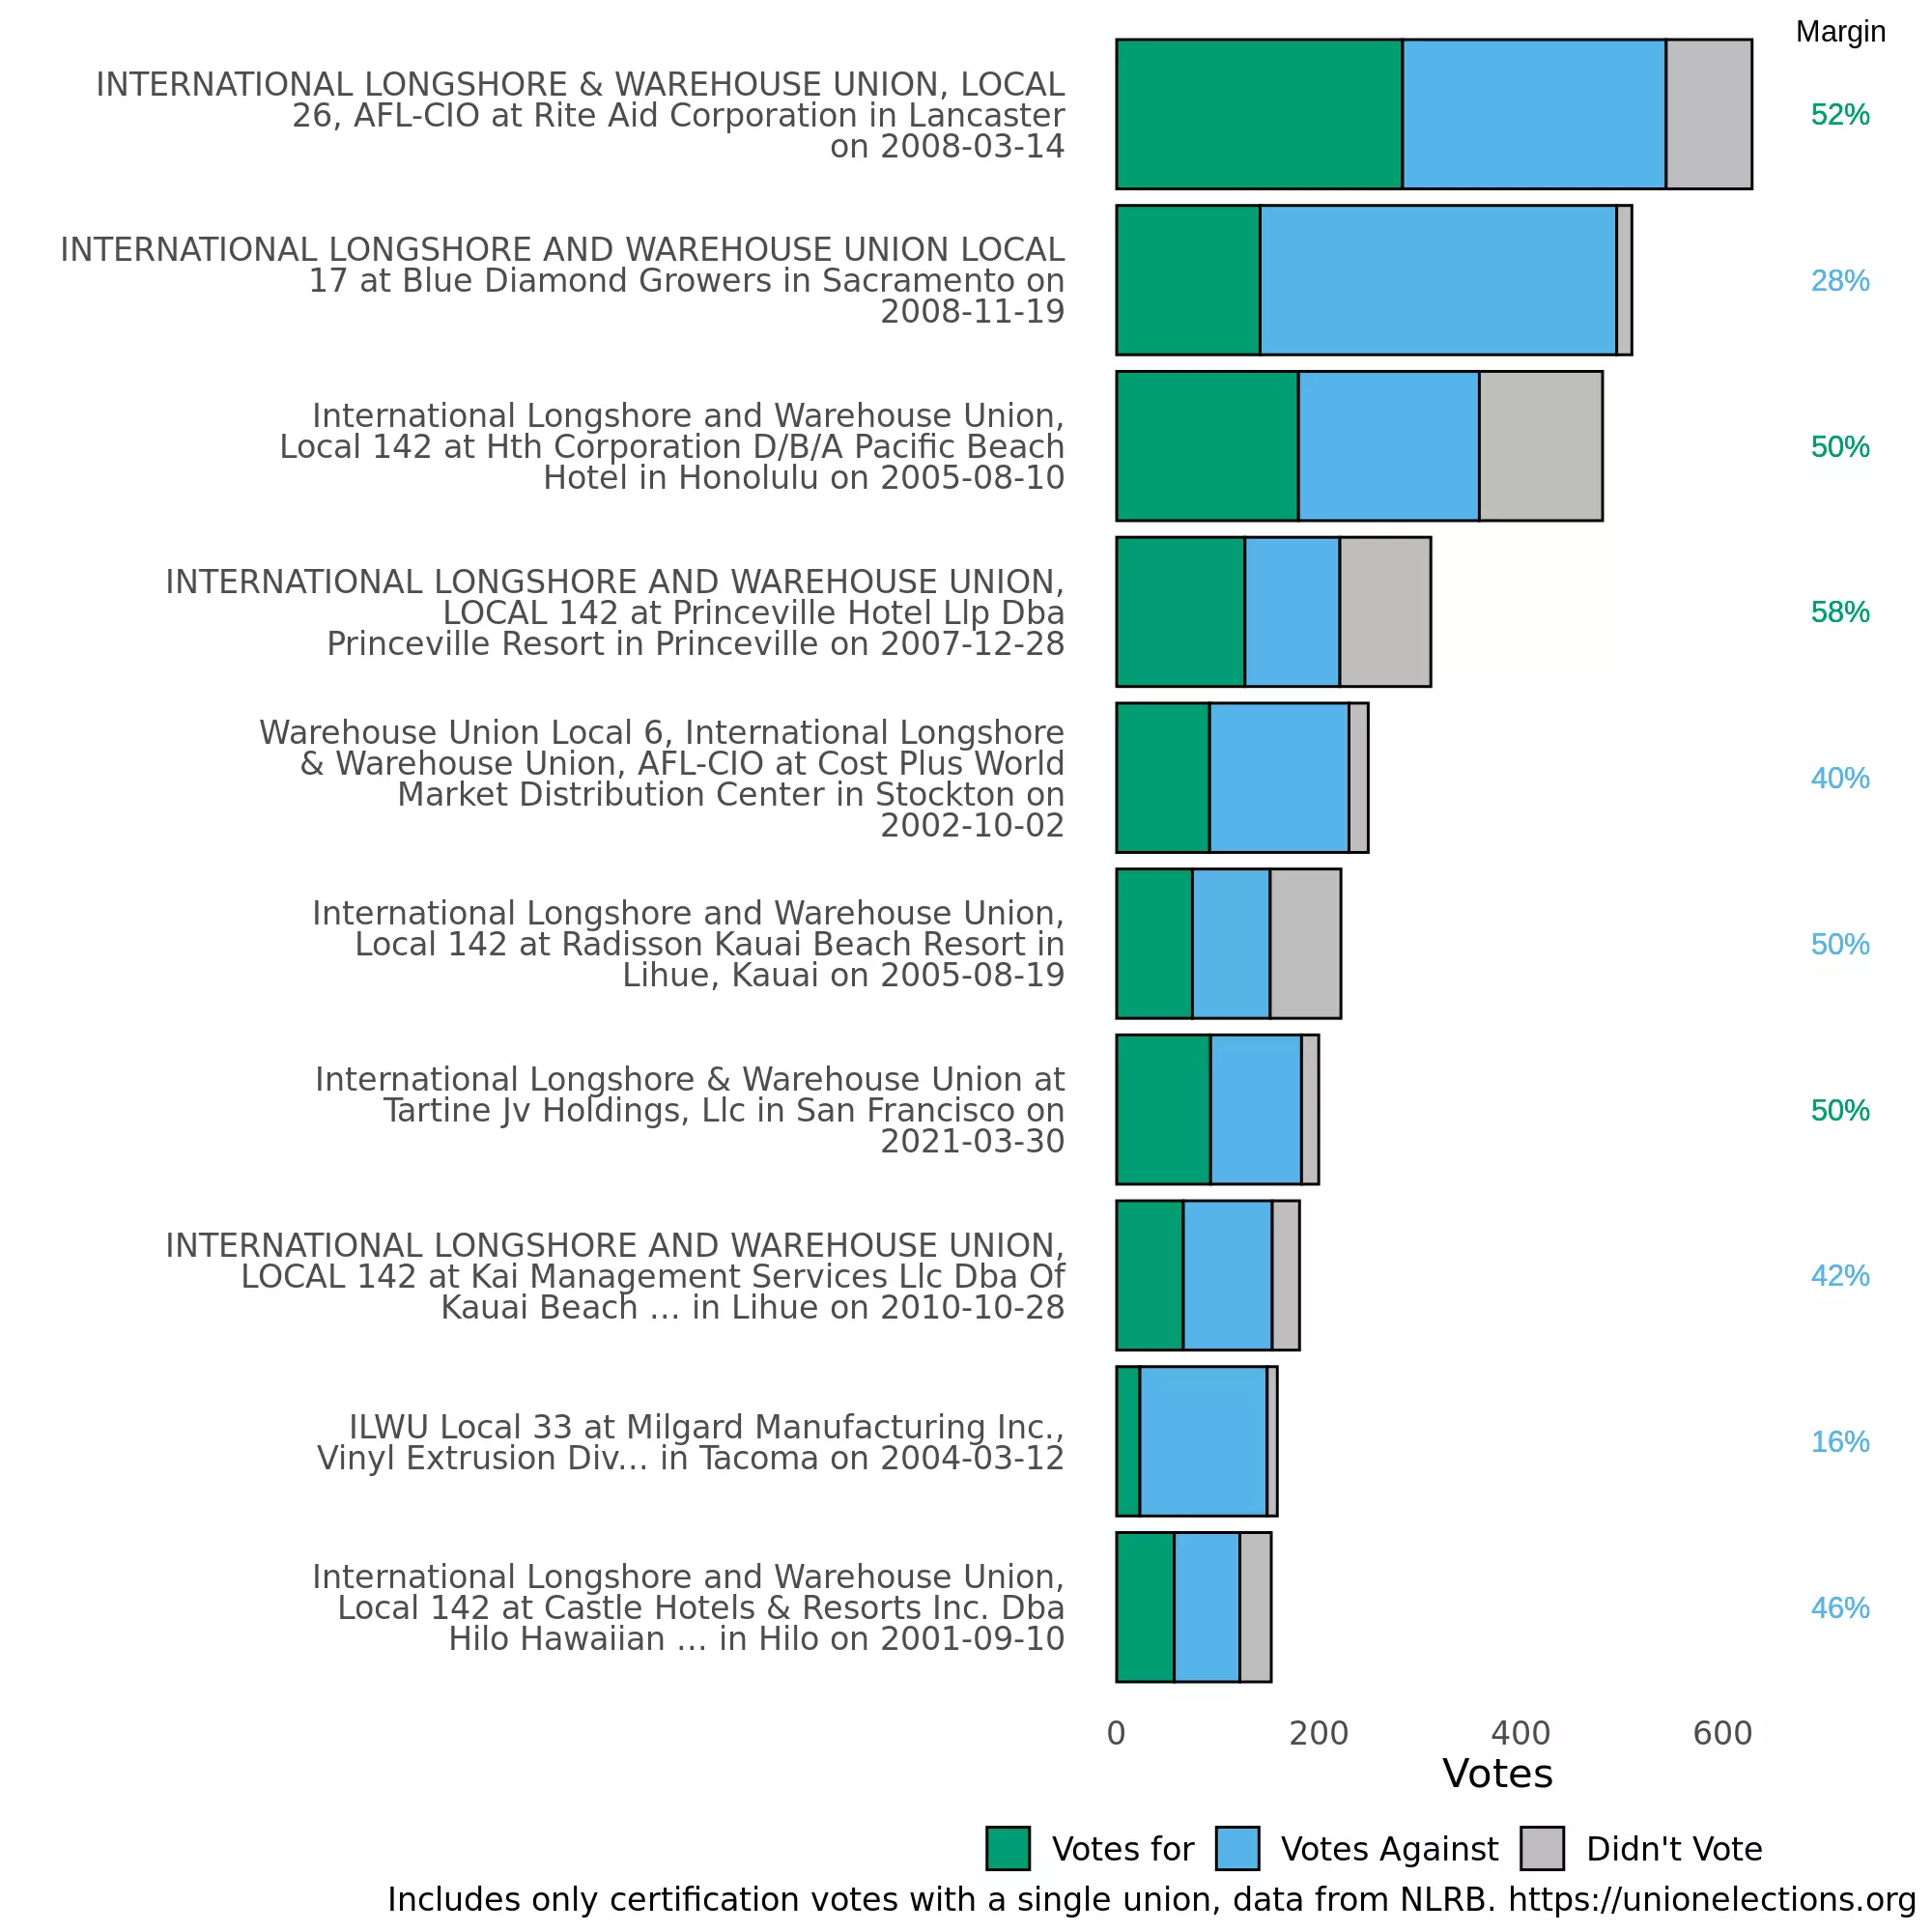 Margin
INTERNATIONAL LONGSHORE & WAREHOUSE UNION, LOCAL
26, AFL-CIO at Rite Aid Corporation in Lancaster
on 2008-03-14
52%
INTERNATIONAL LONGSHORE AND WAREHOUSE UNION LOCAL
17 at Blue Diamond Growers in Sacramento on
2008-11-19
28%
International Longshore and Warehouse Union,
Local 142 at Hth Corporation D/B/A Pacific Beach
Hotel in Honolulu on 2005-08-10
50%
INTERNATIONAL LONGSHORE AND WAREHOUSE UNION,
LOCAL 142 at Princeville Hotel Llp Dba
Princeville Resort in Princeville on 2007-12-28
58%
Warehouse Union Local 6, International Longshore
& Warehouse Union, AFL-CIO at Cost Plus World
Market Distribution Center in Stockton on
2002-10-02
40%
International Longshore and Warehouse Union,
Local 142 at Radisson Kauai Beach Resort in
Lihue, Kauai on 2005-08-19
50%
International Longshore & Warehouse Union at
Tartine Jv Holdings, Llc in San Francisco on
2021-03-30
50%
INTERNATIONAL LONGSHORE AND WAREHOUSE UNION,
LOCAL 142 at Kai Management Services Llc Dba Of
Kauai Beach ... in Lihue on 2010-10-28
42%
ILWU Local 33 at Milgard Manufacturing Inc.,
Vinyl Extrusion Div... in Tacoma on 2004-03-12
16%
International Longshore and Warehouse Union,
Local 142 at Castle Hotels & Resorts Inc. Dba
Hilo Hawaiian ... in Hilo on 2001-09-10
46%
0 200 400 600
Votes
Votes for Votes Against Didn't Vote
Includes only certification votes with a single union, data from NLRB. https://unionelections.org